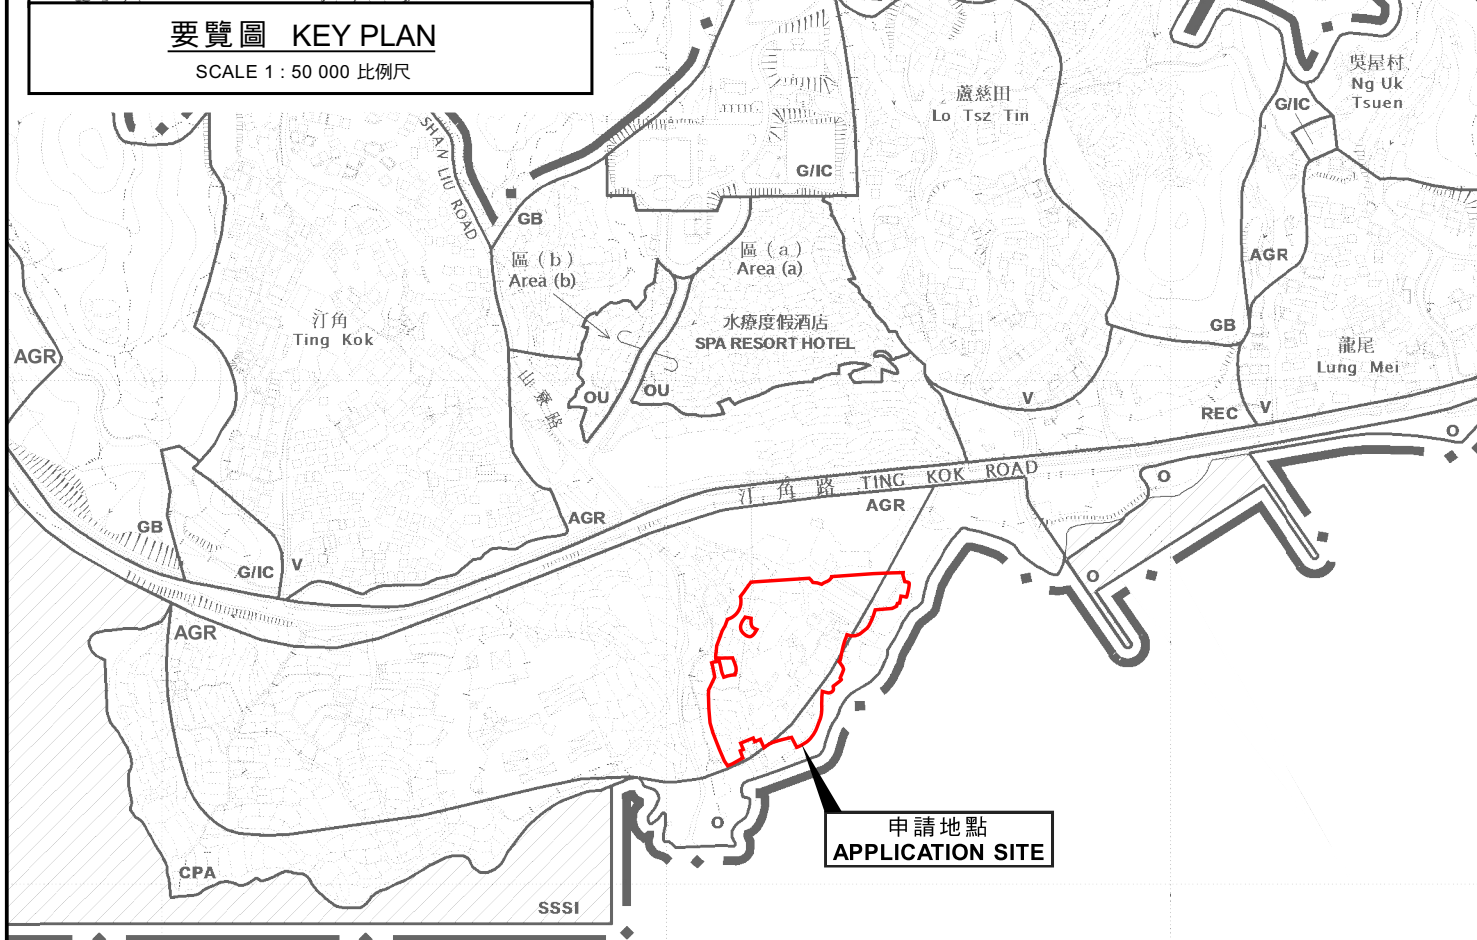 要覽圖 KEY PLAN
SCALE 1 : 50 000 比例尺
吳屋村
Ng Uk
Tsuen
G/IC
蘆慈田
Lo Tsz Tin
G/IC
SHAN LIU ROAD
GB
區 ( b )
Area (b)
區 ( a )
Area (a)
AGR
汀角
Ting Kok
水療度假酒店
SPA RESORT HOTEL
GB
龍尾
Lung Mei
AGR
山寮路
OU
OU
V
REC
V
O
汀角路 TING KOK ROAD
O
AGR
AGR
GB
G/IC
V
O
AGR
O
申請地點
APPLICATION SITE
CPA
SSSI